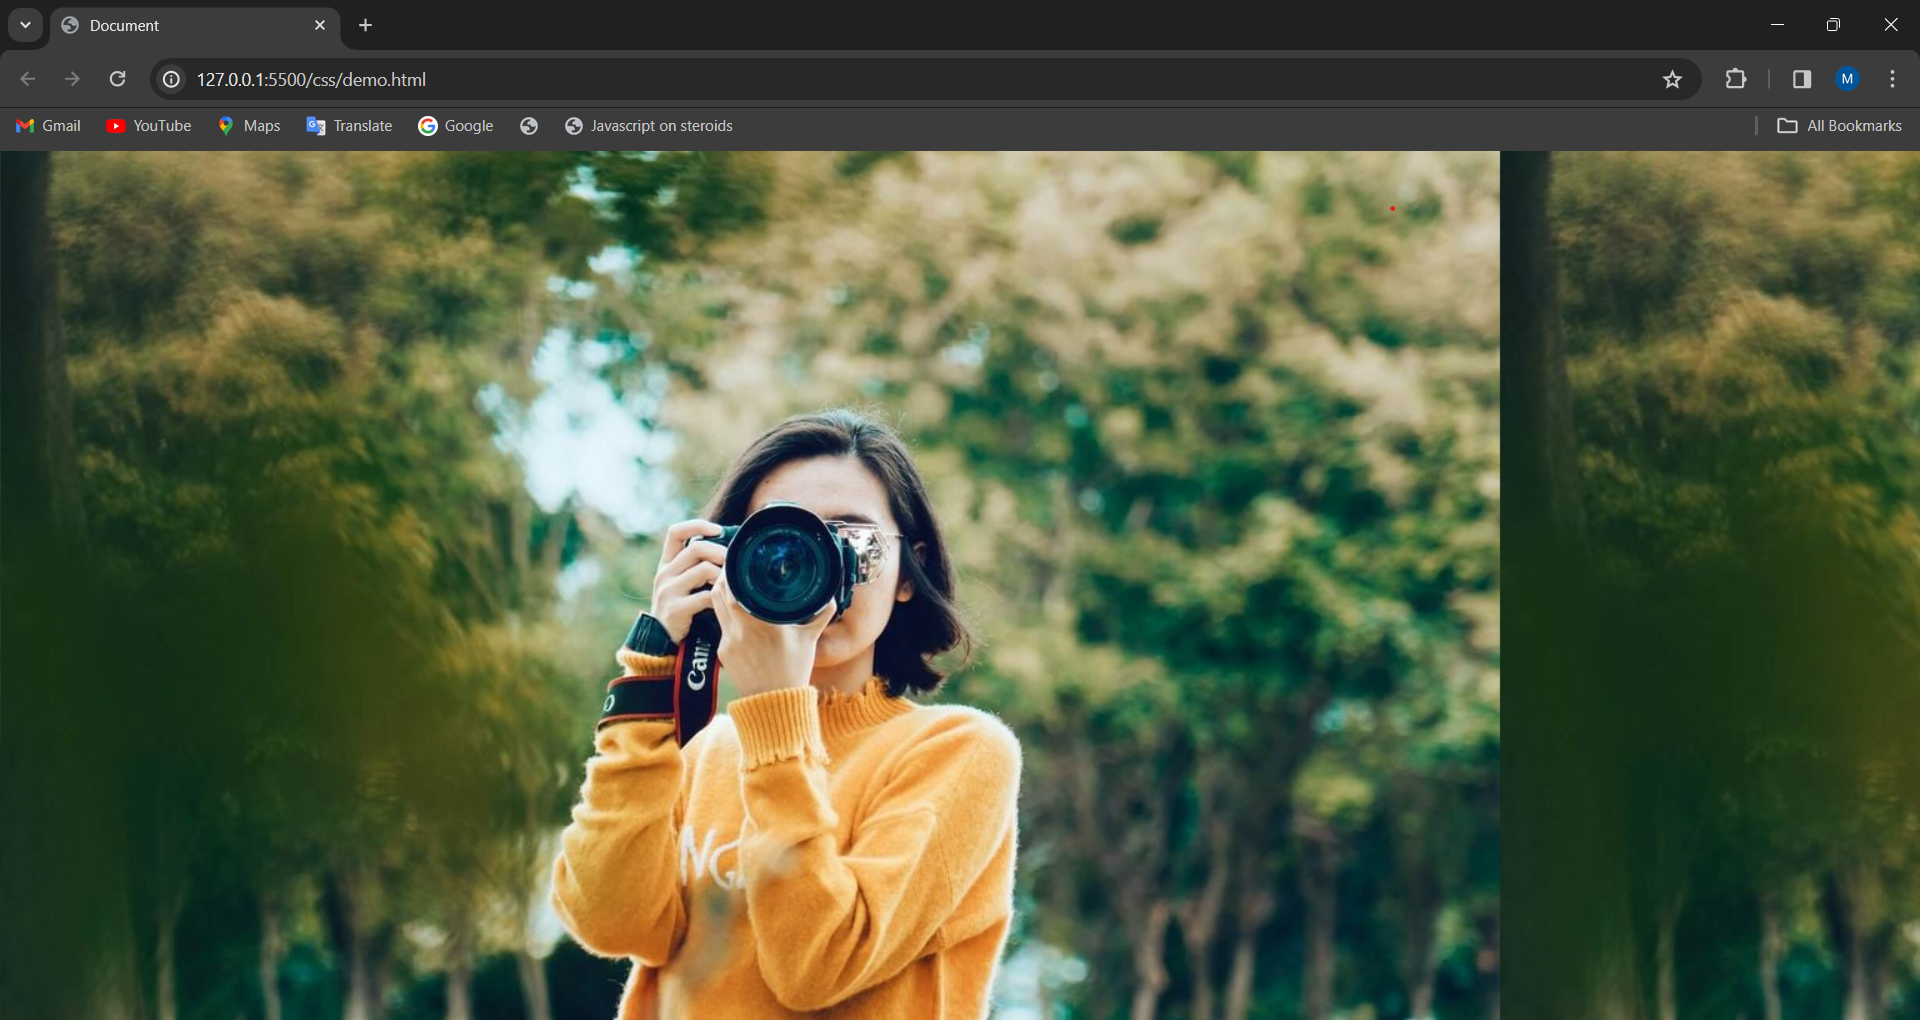 Document
127.0.0.1:5500/css/demo.html
M
Gmail YouTube Maps Translate Google Javascript on steroids All Bookmarks
Can
NG